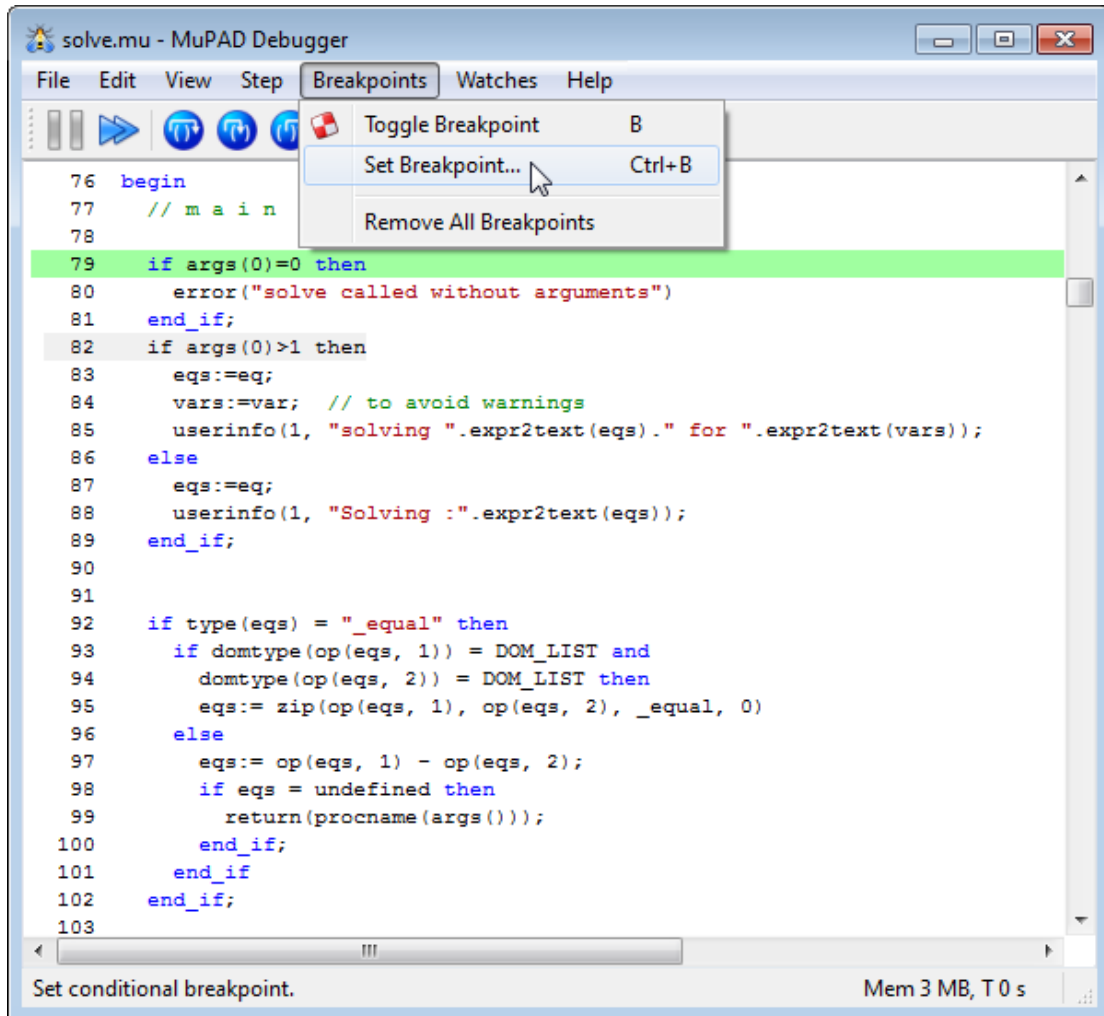 solve.mu - MuPAD Debugger
File Edit View Step Breakpoints Watches Help
Toggle Breakpoint B
Set Breakpoint... Ctrl+B
Remove All Breakpoints
76 begin
77 // m a i n
78
79 if args(0)=0 then
80 error("solve called without arguments")
81 end_if;
82 if args(0)>1 then
83 eqs:=eq;
84 vars:=var; // to avoid warnings
85 userinfo(1, "solving ".expr2text(eqs)." for ".expr2text(vars));
86 else
87 eqs:=eq;
88 userinfo(1, "Solving :".expr2text(eqs));
89 end_if;
90
91
92 if type(eqs) = "_equal" then
93 if domtype(op(eqs, 1)) = DOM_LIST and
94 domtype(op(eqs, 2)) = DOM_LIST then
95 eqs:= zip(op(eqs, 1), op(eqs, 2), _equal, 0)
96 else
97 eqs:= op(eqs, 1) - op(eqs, 2);
98 if eqs = undefined then
99 return(procname(args()));
100 end_if;
101 end_if
102 end_if;
103
Set conditional breakpoint. Mem 3 MB, T 0 s